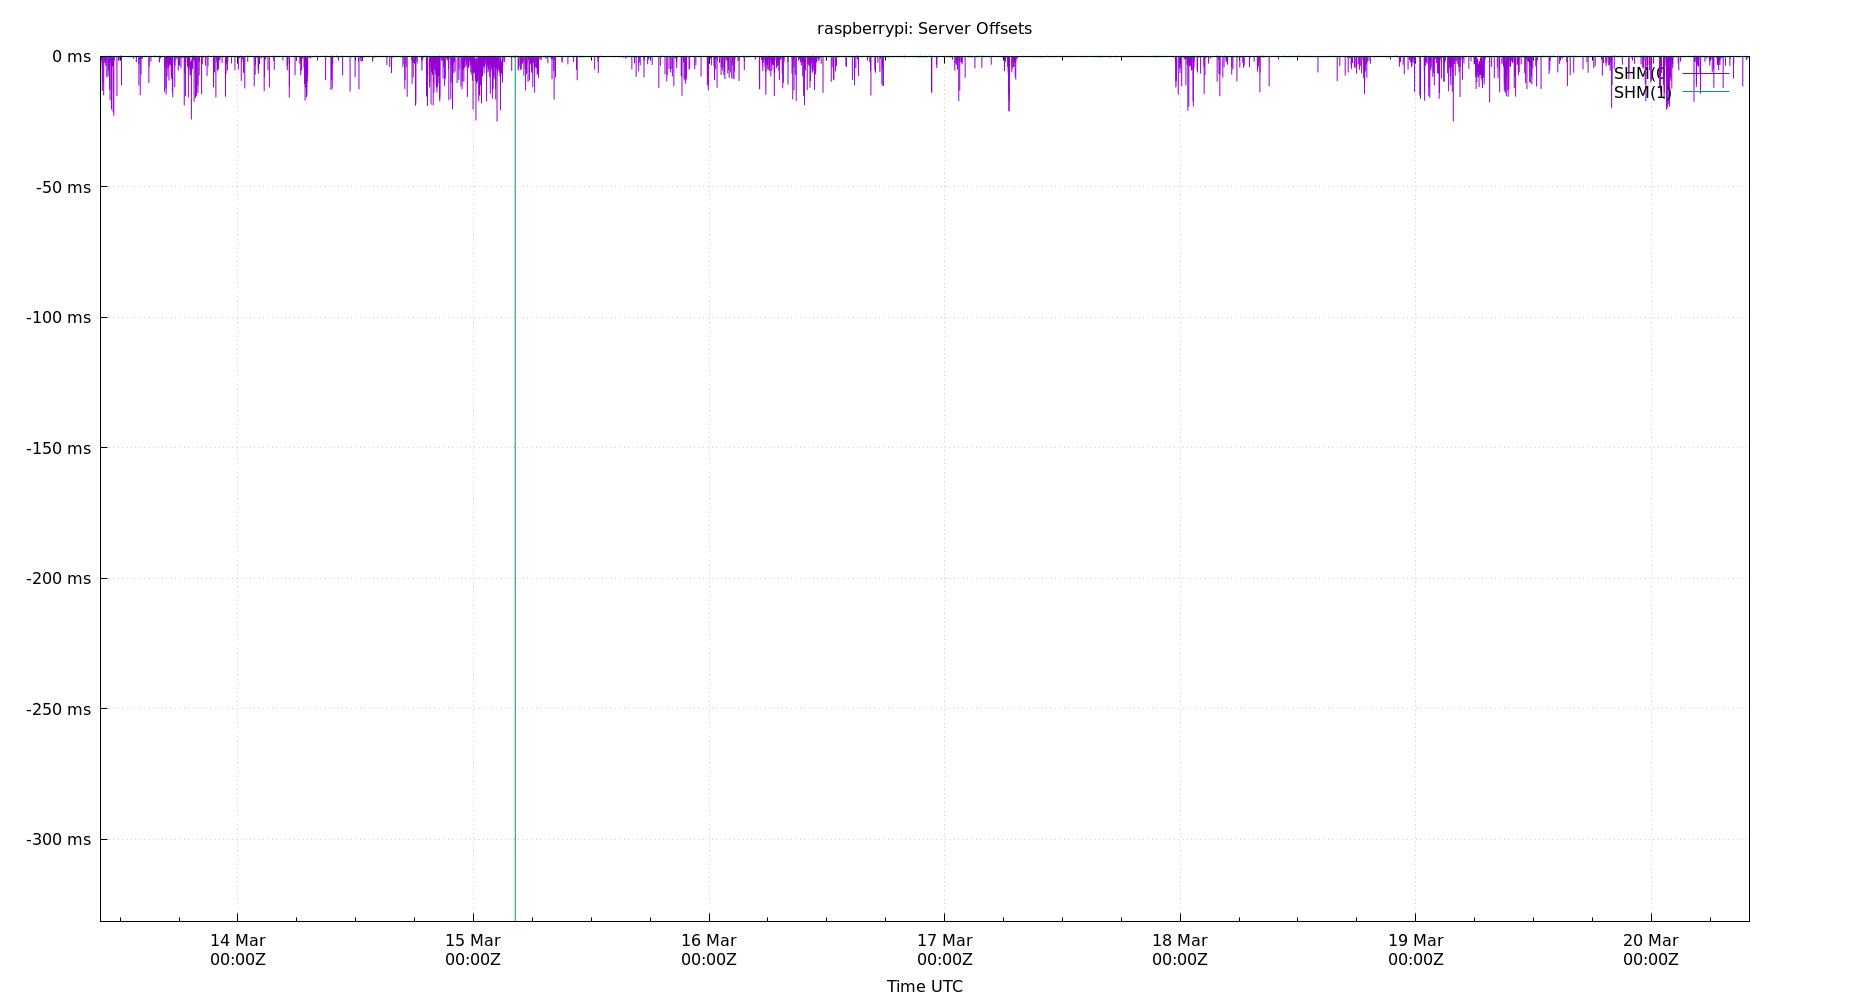 raspberrypi: Server Offsets
0 ms
SHM(0
SHM(1)
-50 ms
-100 ms
-150 ms
-200 ms
-250 ms
-300 ms
14 Mar 15 Mar 16 Mar 17 Mar 18 Mar 19 Mar 20 Mar
00:00Z 00:00Z 00:00Z 00:00Z 00:00Z 00:00Z 00:00Z
Time UTC